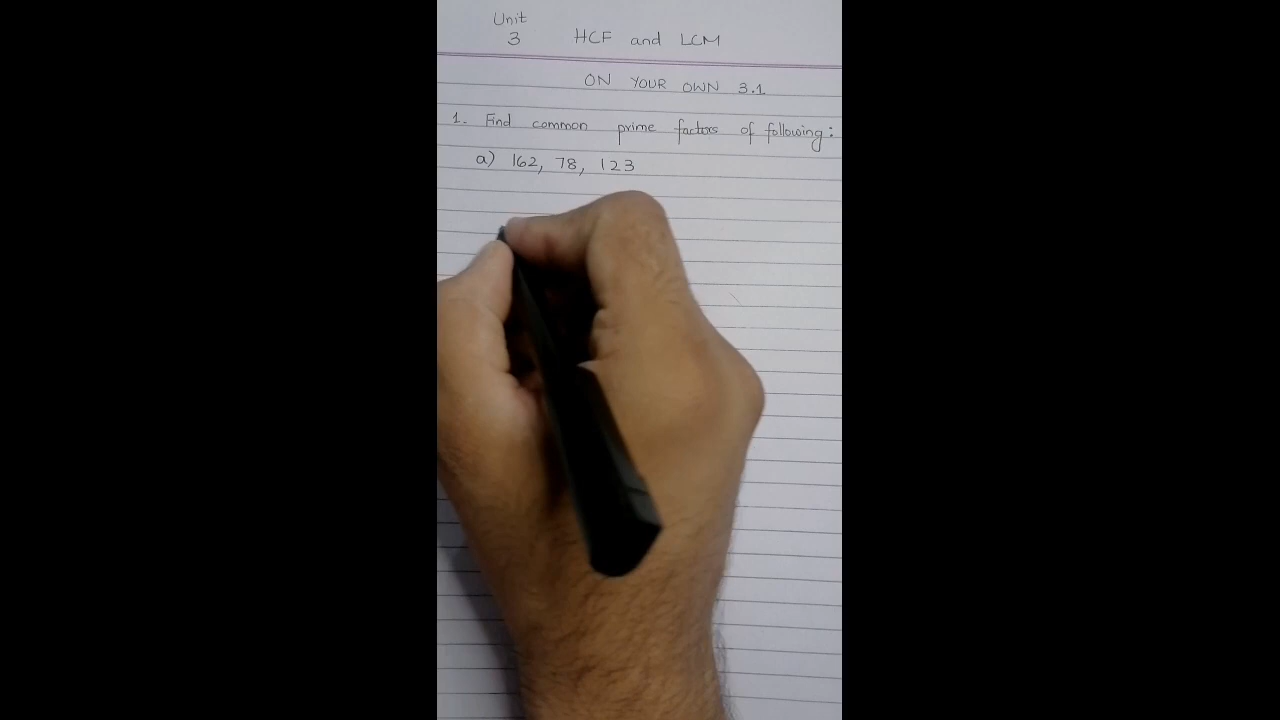 Unit
3 HCF and LCM
ON YOUR OWN 3.1
1. Find common prime factors of following:
a) 162, 78, 123